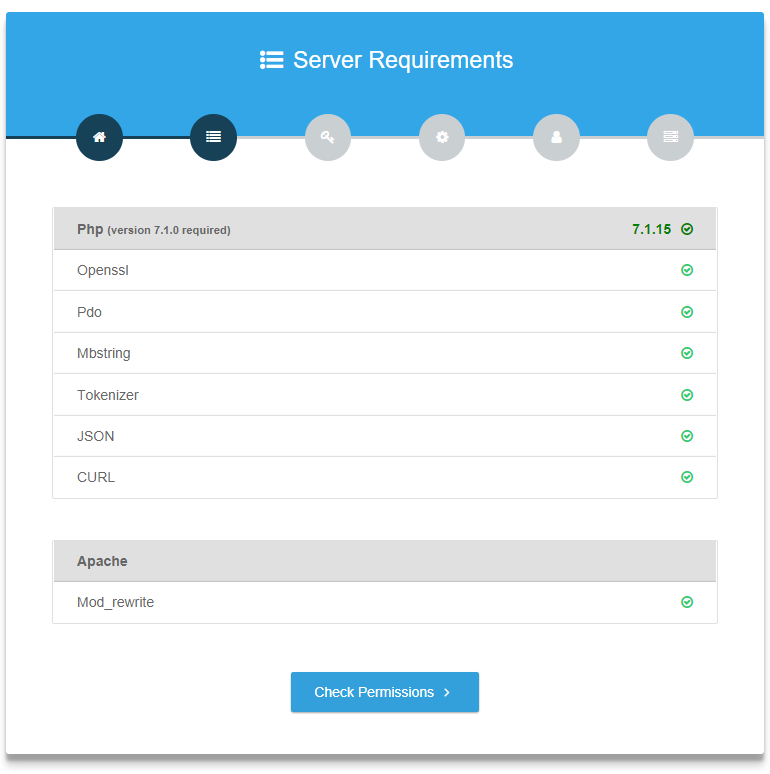 Server Requirements
Php (version 7.1.0 required) 7.1.15
Openssl
Pdo
Mbstring
Tokenizer
JSON
CURL
Apache
Mod_rewrite
Check Permissions